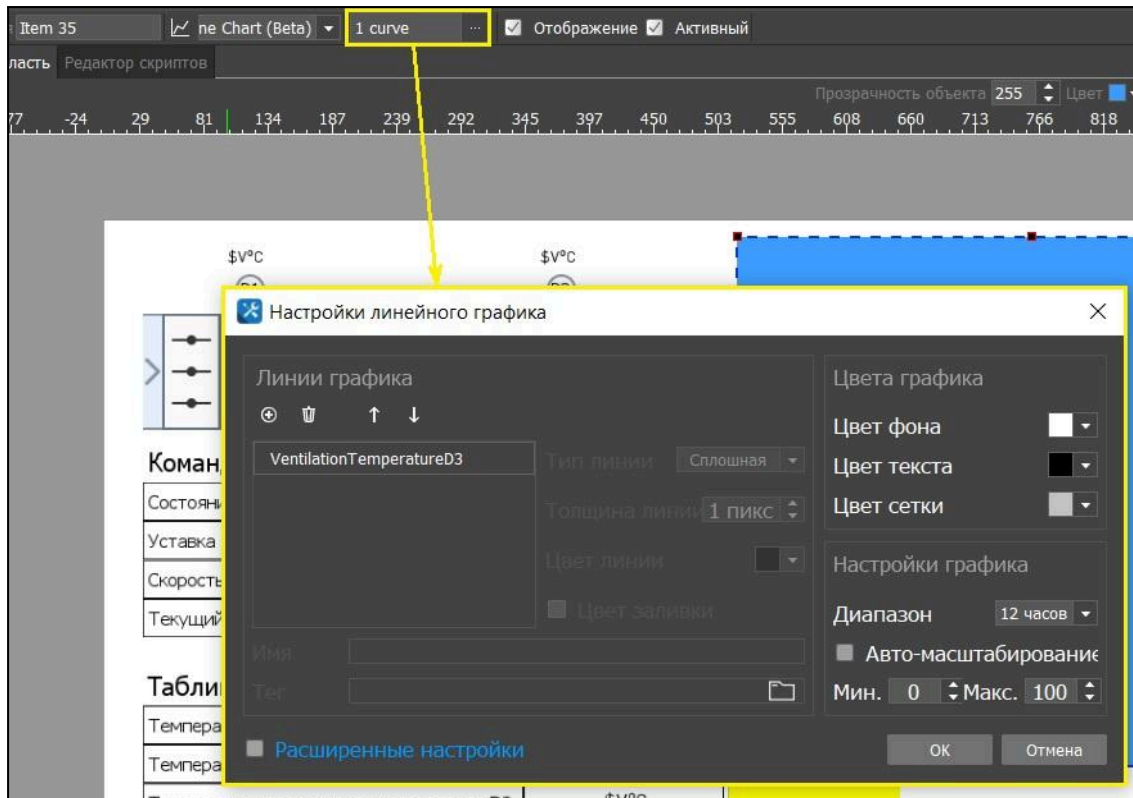 Item 35 ne Chart (Beta) 1 curve ... Отображение Активный
ласть Редактор скриптов
Прозрачность объекта 255 Цвет
77 -24 29 81 134 187 239 292 345 397 450 503 555 608 660 713 766 818
$V°C $V°C
Настройки линейного графика
Линии графика
VentilationTemperatureD3
Тип линии Сплошная
Толщина линии 1 пикс
Цвет линии
Цвет заливки
Имя
Тег
Цвета графика
Цвет фона
Цвет текста
Цвет сетки
Настройки графика
Диапазон 12 часов
Авто-масштабирование
Мин. 0 Макс. 100
Расширенные настройки
OK Отмена
Коман
Состояни
Уставка
Скорость
Текущий
Табли
Темпера
Темпера